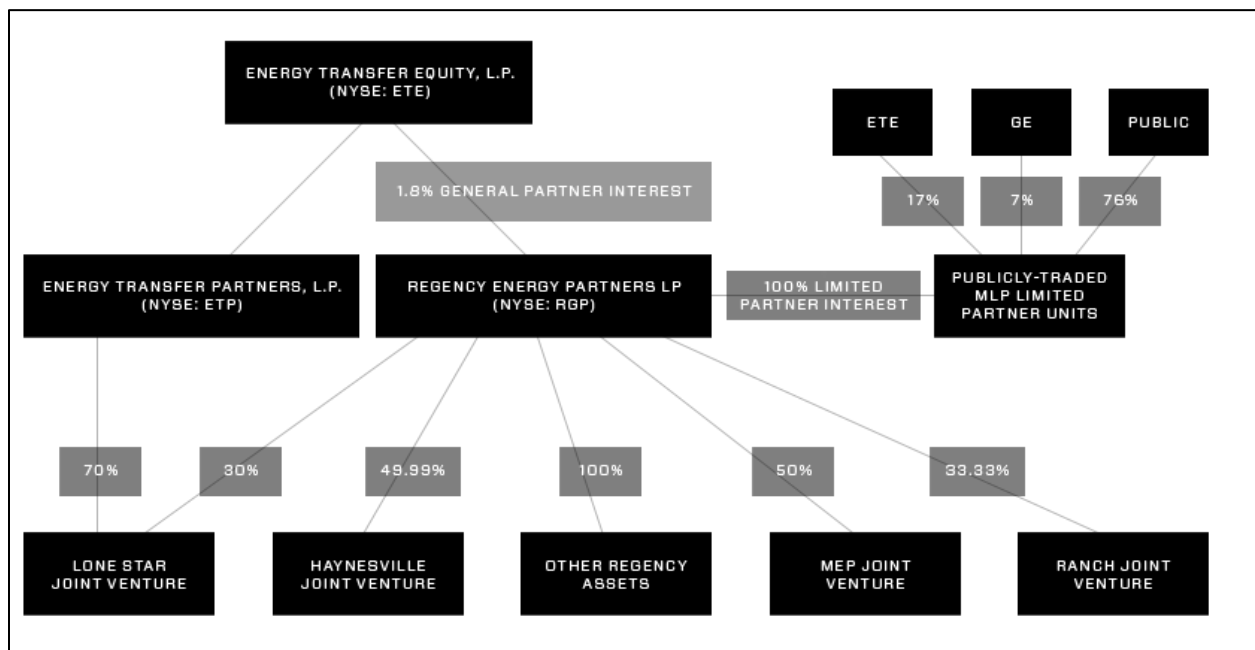 ENERGY TRANSFER EQUITY, L.P.
(NYSE: ETE)
ETE
GE
PUBLIC
1.8% GENERAL PARTNER INTEREST
17%
7%
76%
ENERGY TRANSFER PARTNERS, L.P.
(NYSE: ETP)
REGENCY ENERGY PARTNERS LP
(NYSE: RGP)
100% LIMITED
PARTNER INTEREST
PUBLICLY-TRADED
MLP LIMITED
PARTNER UNITS
70%
30%
49.99%
100%
50%
33.33%
LONE STAR
JOINT VENTURE
HAYNESVILLE
JOINT VENTURE
OTHER REGENCY
ASSETS
MEP JOINT
VENTURE
RANCH JOINT
VENTURE